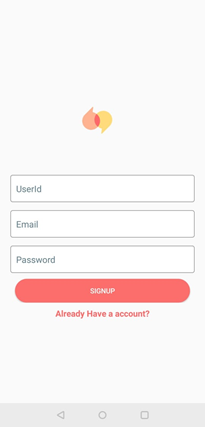 UserId
Email
Password
SIGNUP
Already Have a account?